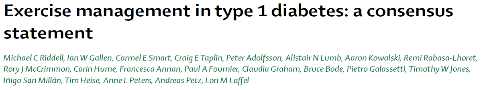 Exercise management in type 1 diabetes: a consensus
statement
Michael C Riddell, Ian W Gallen, Carmel E Smart, Craig E Taplin, Peter Adolfsson, Alistair N Lumb, Aaron Kowalski, Remi Rabasa-Lhoret,
Rory J McCrimmon, Carin Hume, Francesca Annan, Paul A Fournier, Claudia Graham, Bruce Bode, Pietro Galassetti, Timothy W Jones,
Iñigo San Millán, Tim Heise, Anne L Peters, Andreas Petz, Lori M Laffel